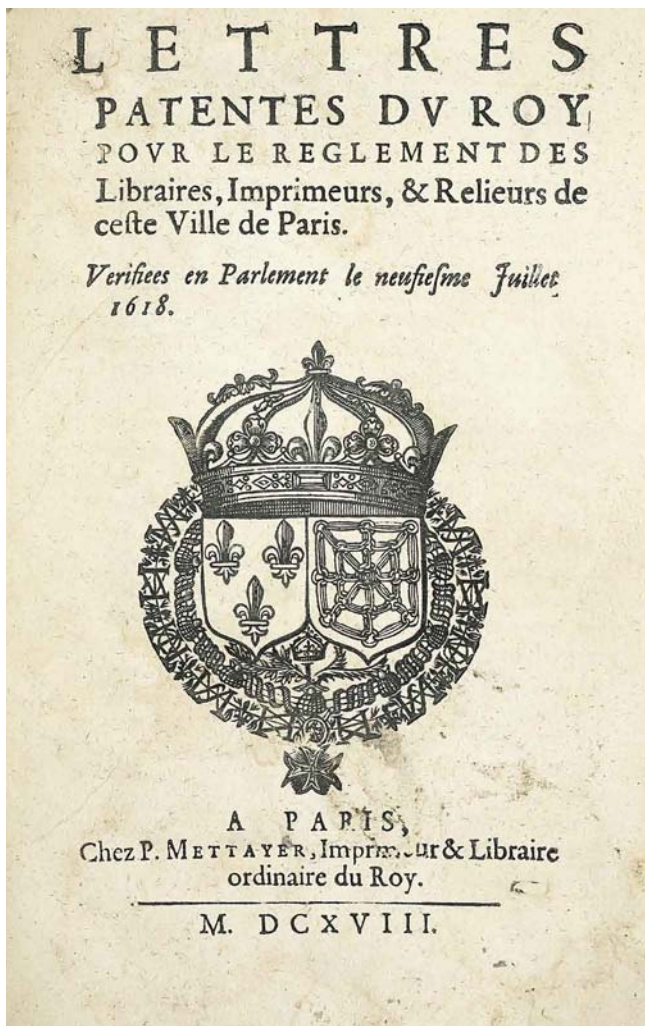 LETTRES
PATENTES DV ROY
POVR LE REGLEMENT DES
Libraires, Imprimeurs, & Relieurs de
ceſte Ville de Paris.
Verifiees en Parlement le neufieſme Juillet
1618.
A PARIS,
Chez P. METTAYER, Imprimeur & Libraire
ordinaire du Roy.
M. DCXVIII.